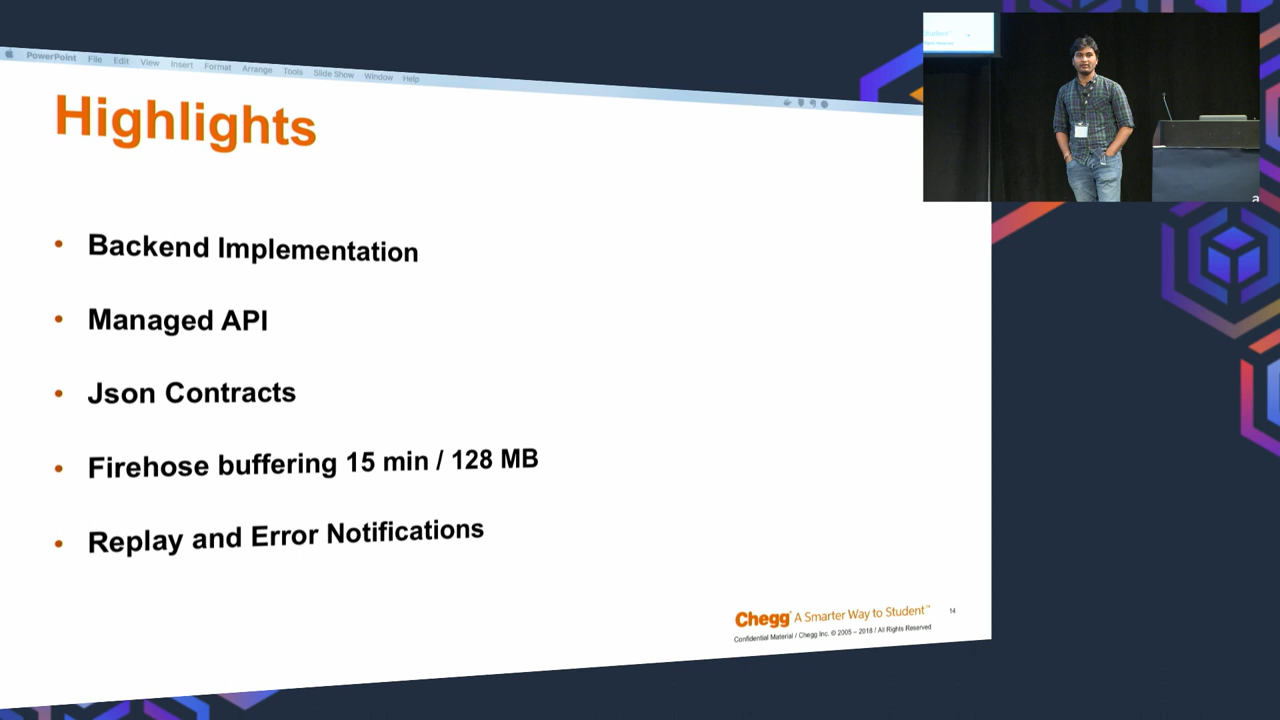 PowerPoint File Edit View Insert Format Arrange Tools Slide Show Window Help
Highlights
• Backend Implementation
• Managed API
• Json Contracts
• Firehose buffering 15 min / 128 MB
• Replay and Error Notifications
Chegg® A Smarter Way to Student™
14
Confidential Material / Chegg Inc. © 2005 – 2018 / All Rights Reserved
Student™
a